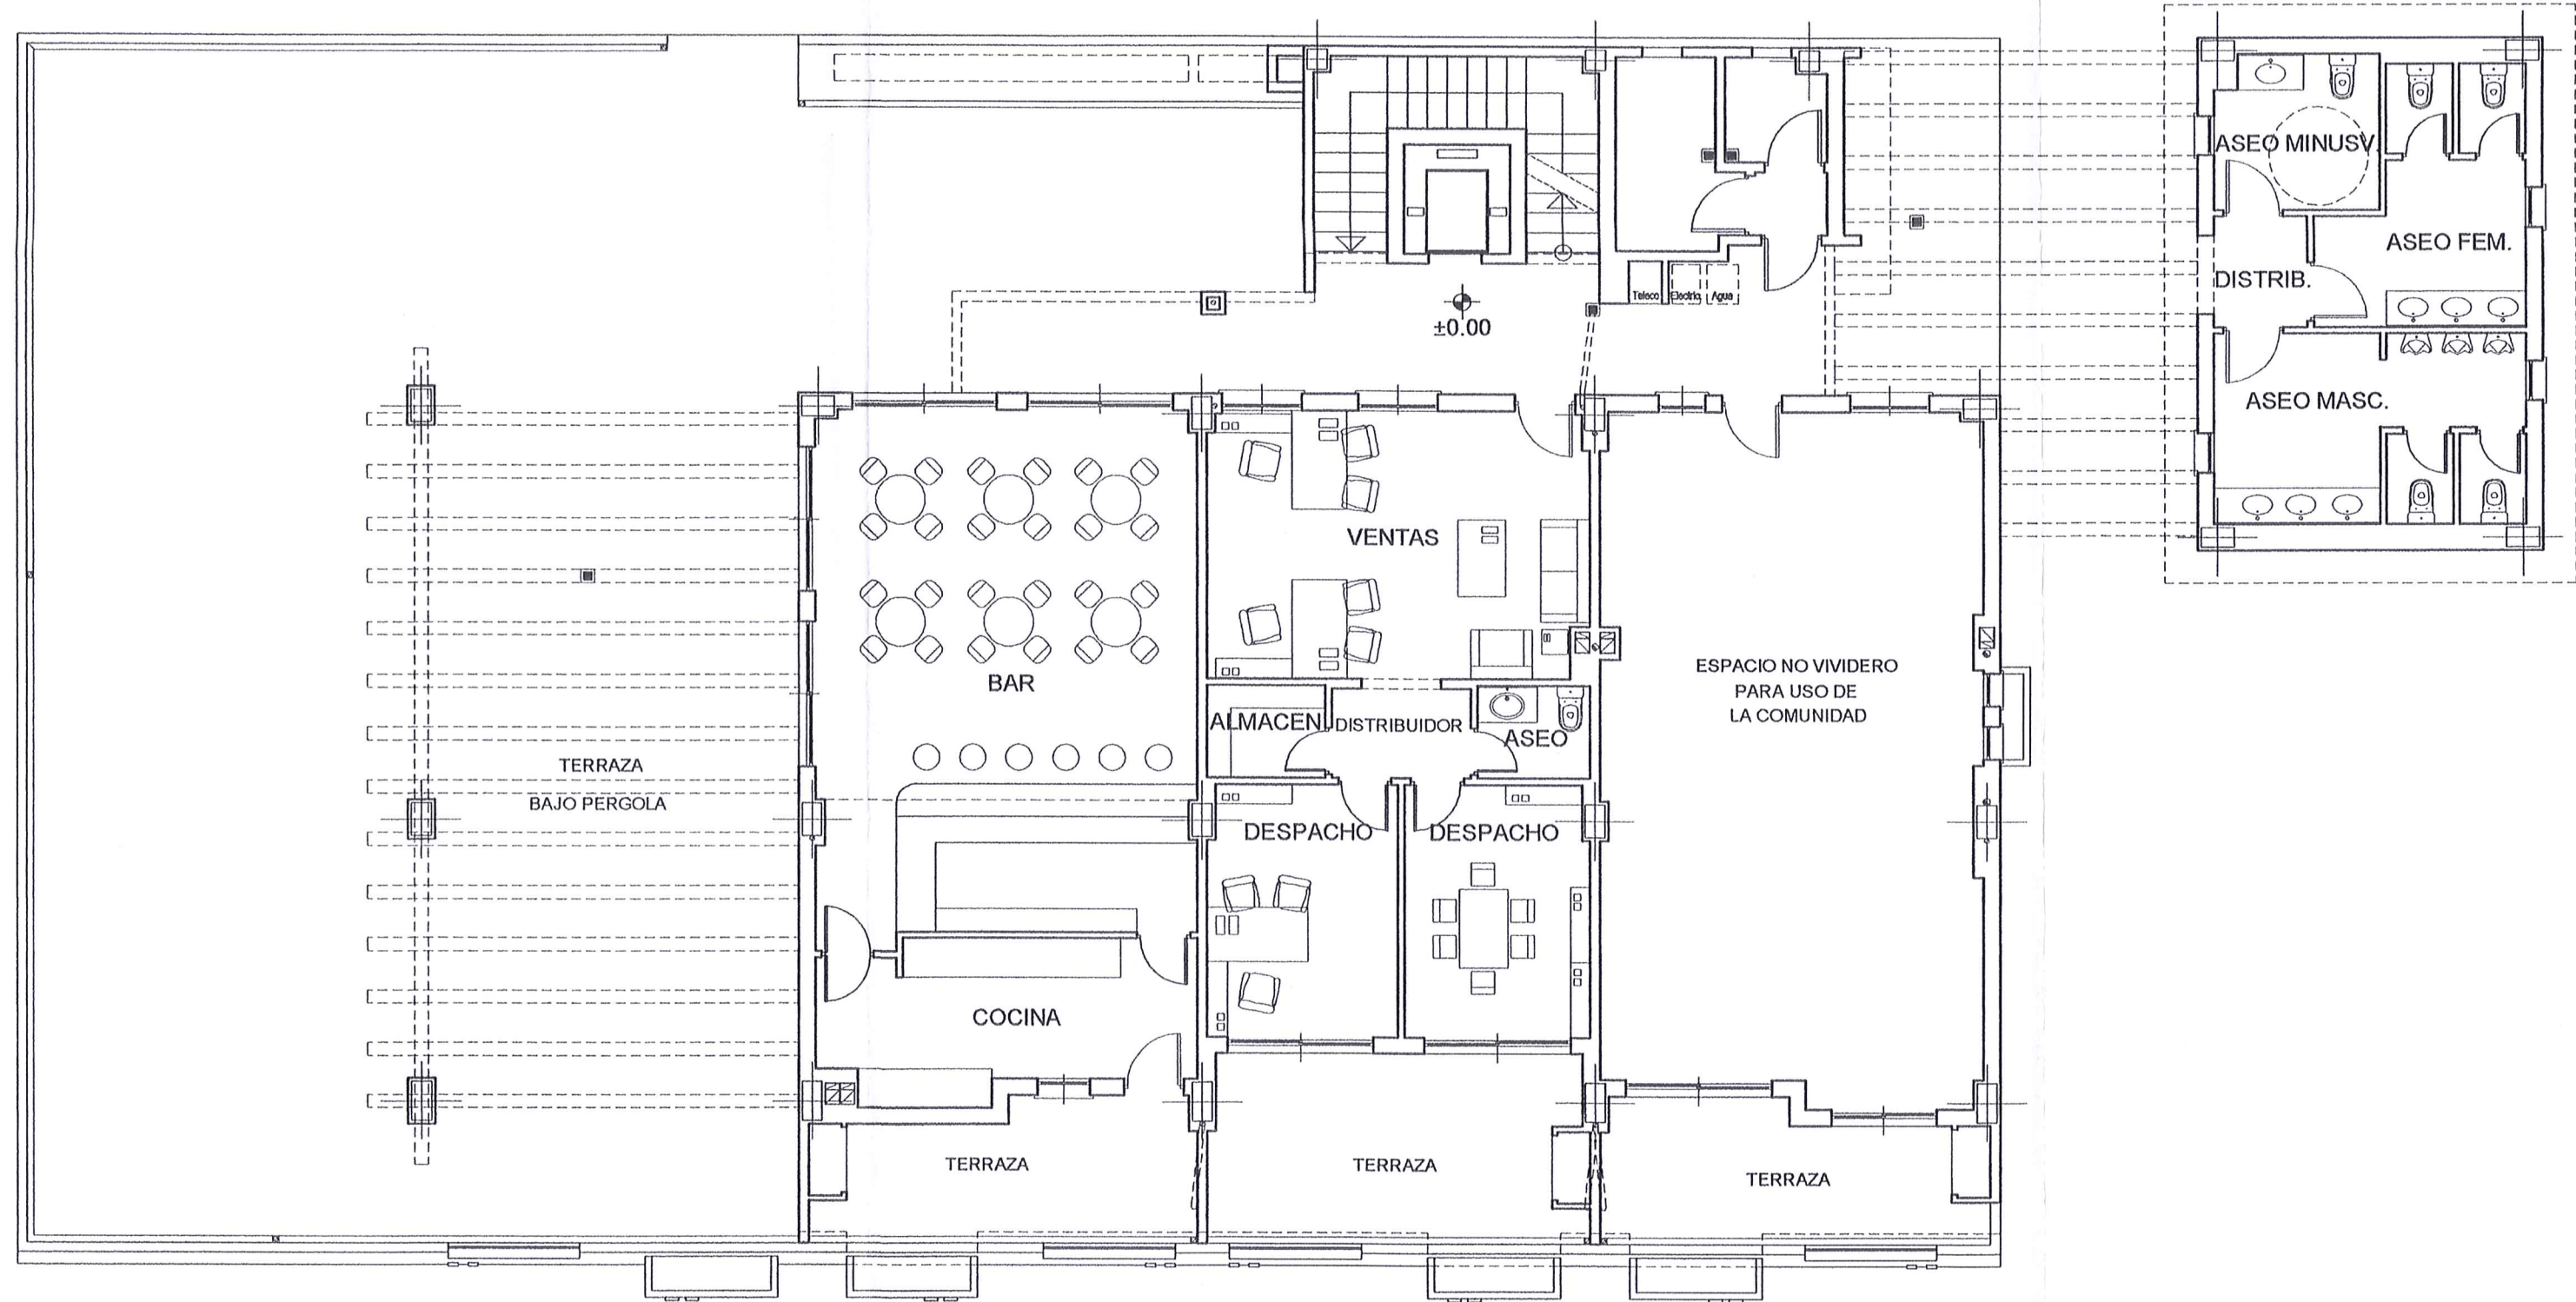 ASEO MINUSV.
ASEO FEM.
DISTRIB.
Teleco
Electric.
Agua
±0.00
ASEO MASC.
VENTAS
BAR
ESPACIO NO VIVIDERO
PARA USO DE
LA COMUNIDAD
ALMACEN
DISTRIBUIDOR
ASEO
TERRAZA
BAJO PERGOLA
DESPACHO
DESPACHO
COCINA
TERRAZA
TERRAZA
TERRAZA